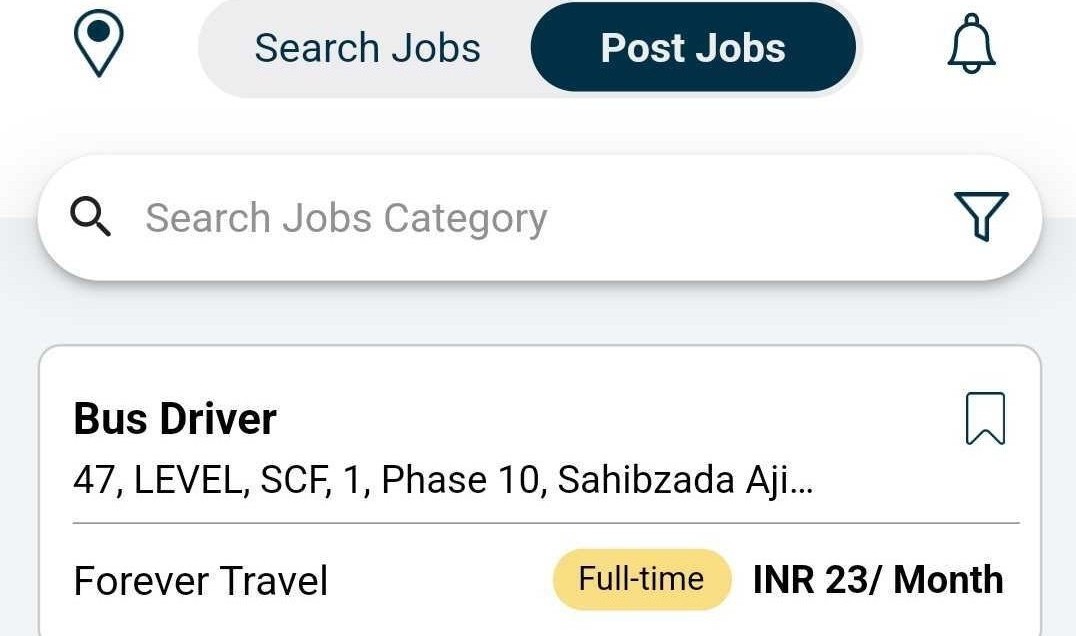 Search Jobs Post Jobs
Search Jobs Category
Bus Driver
47, LEVEL, SCF, 1, Phase 10, Sahibzada Aji...
Forever Travel Full-time INR 23/ Month